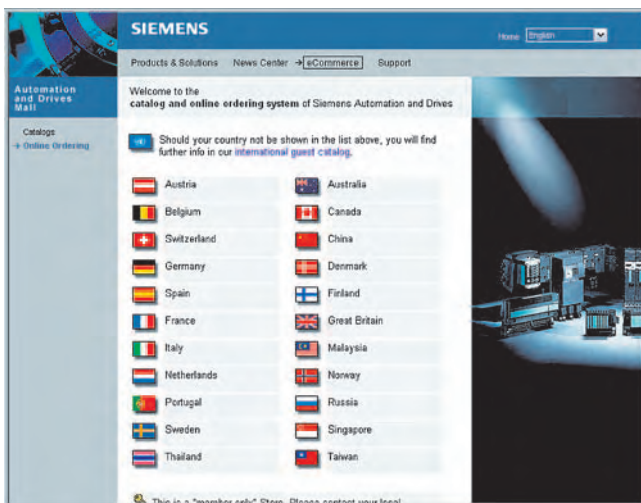 SIEMENS
Home English
Products & Solutions News Center eCommerce Support
Automation
and Drives
Mall
Catalogs
Online Ordering
Welcome to the
catalog and online ordering system of Siemens Automation and Drives
Should your country not be shown in the list above, you will find
further info in our international guest catalog.
Austria
Australia
Belgium
Canada
Switzerland
China
Germany
Denmark
Spain
Finland
France
Great Britain
Italy
Malaysia
Netherlands
Norway
Portugal
Russia
Sweden
Singapore
Thailand
Taiwan
This is a "member only" Store. Please contact your local